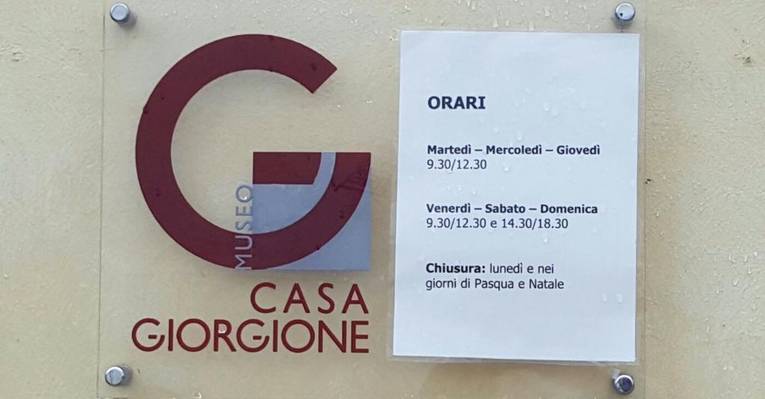 MUSEO
CASA
GIORGIONE
ORARI
Martedì – Mercoledì – Giovedì
9.30/12.30
Venerdì – Sabato – Domenica
9.30/12.30 e 14.30/18.30
Chiusura: lunedì e nei
giorni di Pasqua e Natale